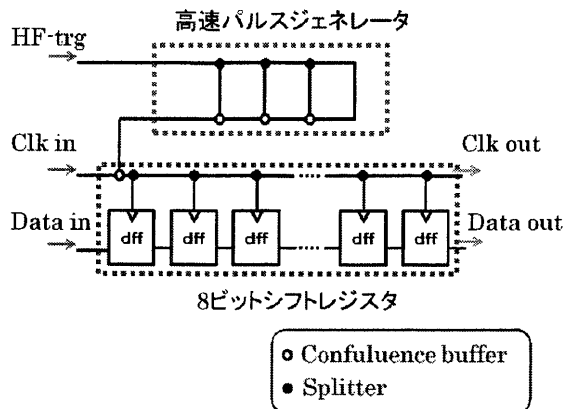 高速パルスジェネレータ
HF-trg
Clk in
Clk out
Data in
dff
dff
dff
dff
dff
Data out
8ビットシフトレジスタ
Confuluence buffer
Splitter